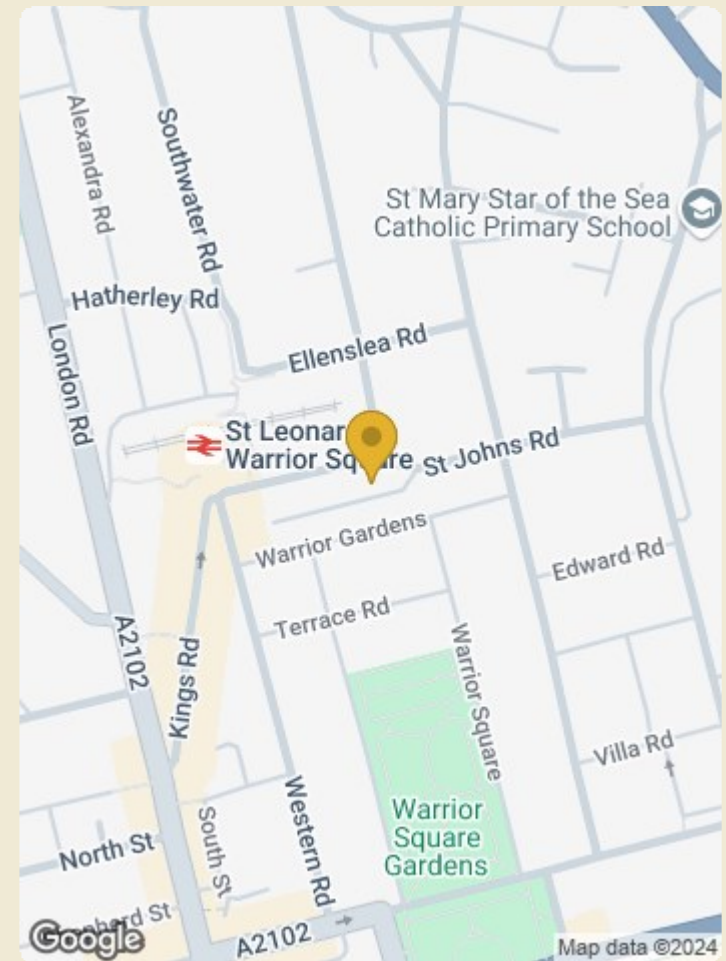 Alexandra Rd
Southwater Rd
St Mary Star of the Sea
Catholic Primary School
Hatherley Rd
London Rd
Ellenslea Rd
St Leonar
Warrior Sq re
St Johns Rd
Warrior Gardens
Edward Rd
Terrace Rd
A2102
Kings Rd
Warrior Square
Villa Rd
Western Rd
Warrior
Square
Gardens
North St
South St
St
A2102
Google
Map data ©2024